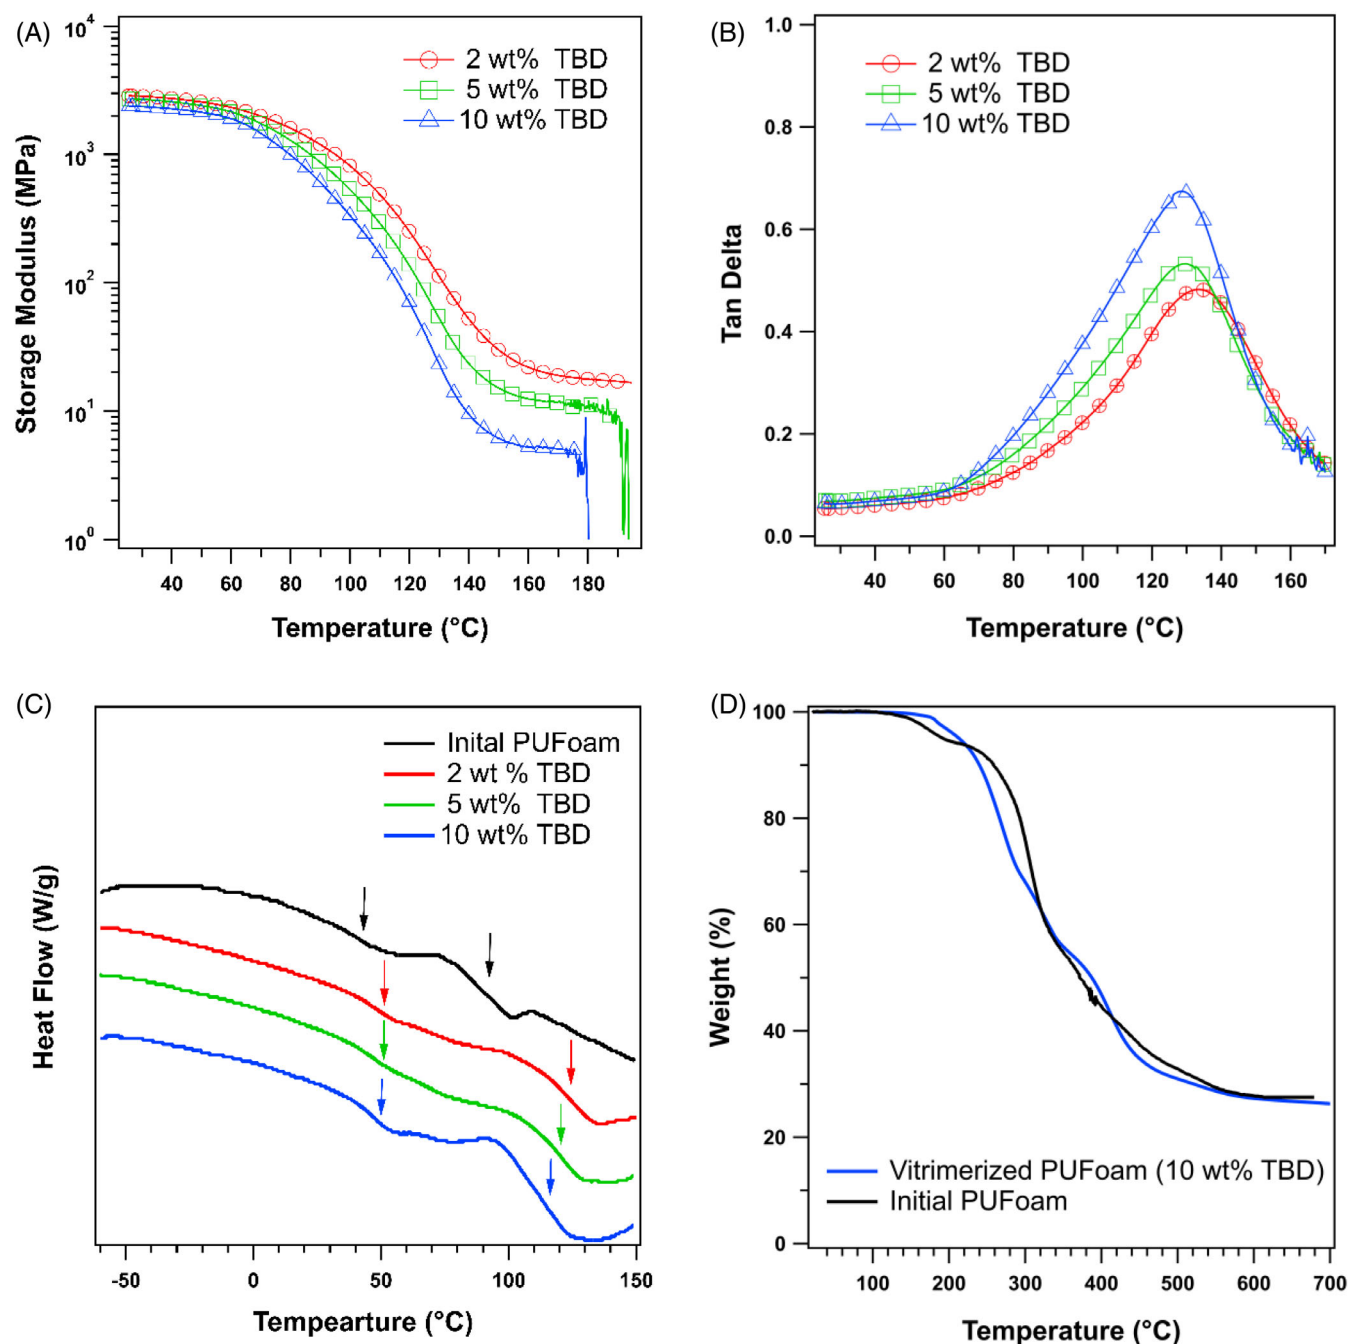 (A)
10⁴
10³
10²
10¹
10⁰
Storage Modulus (MPa)
2 wt% TBD
5 wt% TBD
10 wt% TBD
40 60 80 100 120 140 160 180
Temperature (°C)
(B)
1.0
0.8
0.6
0.4
0.2
0.0
Tan Delta
2 wt% TBD
5 wt% TBD
10 wt% TBD
40 60 80 100 120 140 160
Temperature (°C)
(C)
Heat Flow (W/g)
Inital PUFoam
2 wt % TBD
5 wt% TBD
10 wt% TBD
-50 0 50 100 150
Tempearture (°C)
(D)
100
80
60
40
20
0
Weight (%)
Vitrimerized PUFoam (10 wt% TBD)
Initial PUFoam
100 200 300 400 500 600 700
Temperature (°C)